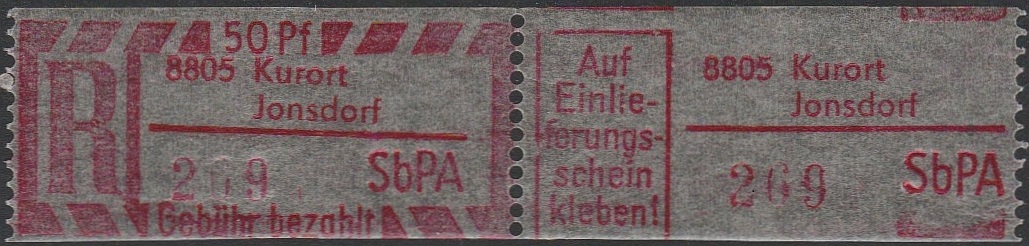 50 Pf
R
8805 Kurort
Jonsdorf
269
SbPA
Gebühr bezahlt
Auf
Einlie-
ferungs-
schein
kleben!
8805 Kurort
Jonsdorf
269
SbPA